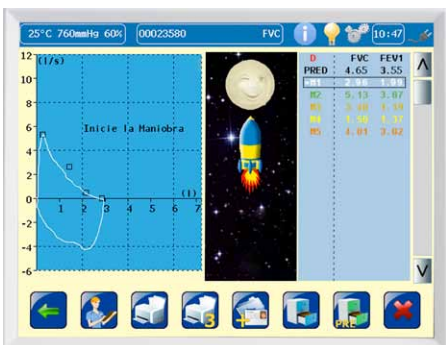 25°C 760mmHg 60% 00023580 FVC 10:47
(l/s)
12
10
8
6
4
2
0
-2
-4
-6
Inicie la Maniobra
(l)
1 2 3 4 5 6 7
D FVC FEV1
PRED 4.65 3.55
M2 5.13 3.87
M5 4.81 3.82
3
PRE